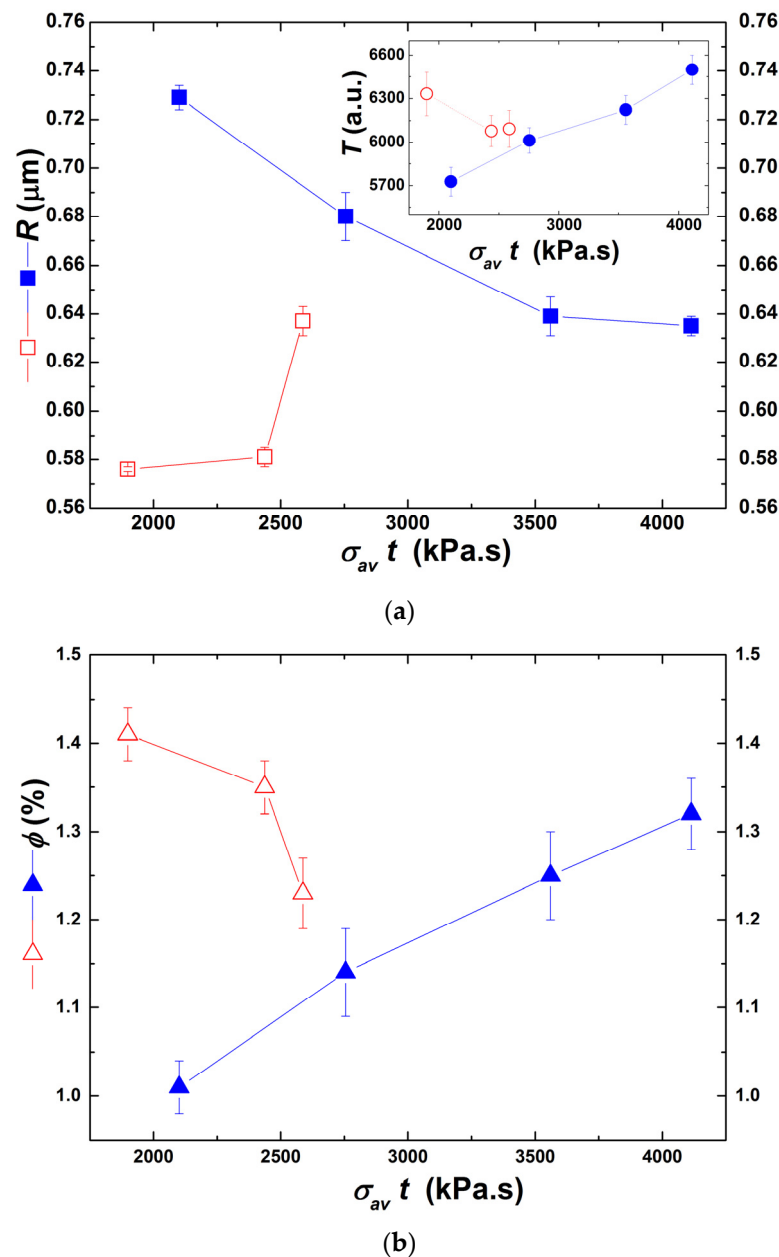 0.76 0.76
0.74 0.74
0.72 0.72
0.70 0.70
0.68 0.68
0.66 0.66
0.64 0.64
0.62 0.62
0.60 0.60
0.58 0.58
0.56 0.56
R (μm)
6600
6300
6000
5700
T (a.u.)
2000 3000 4000
σav t (kPa.s)
2000 2500 3000 3500 4000
σav t (kPa.s)
(a)
1.5 1.5
1.4 1.4
1.3 1.3
1.2 1.2
1.1 1.1
1.0 1.0
ϕ (%)
2000 2500 3000 3500 4000
σav t (kPa.s)
(b)